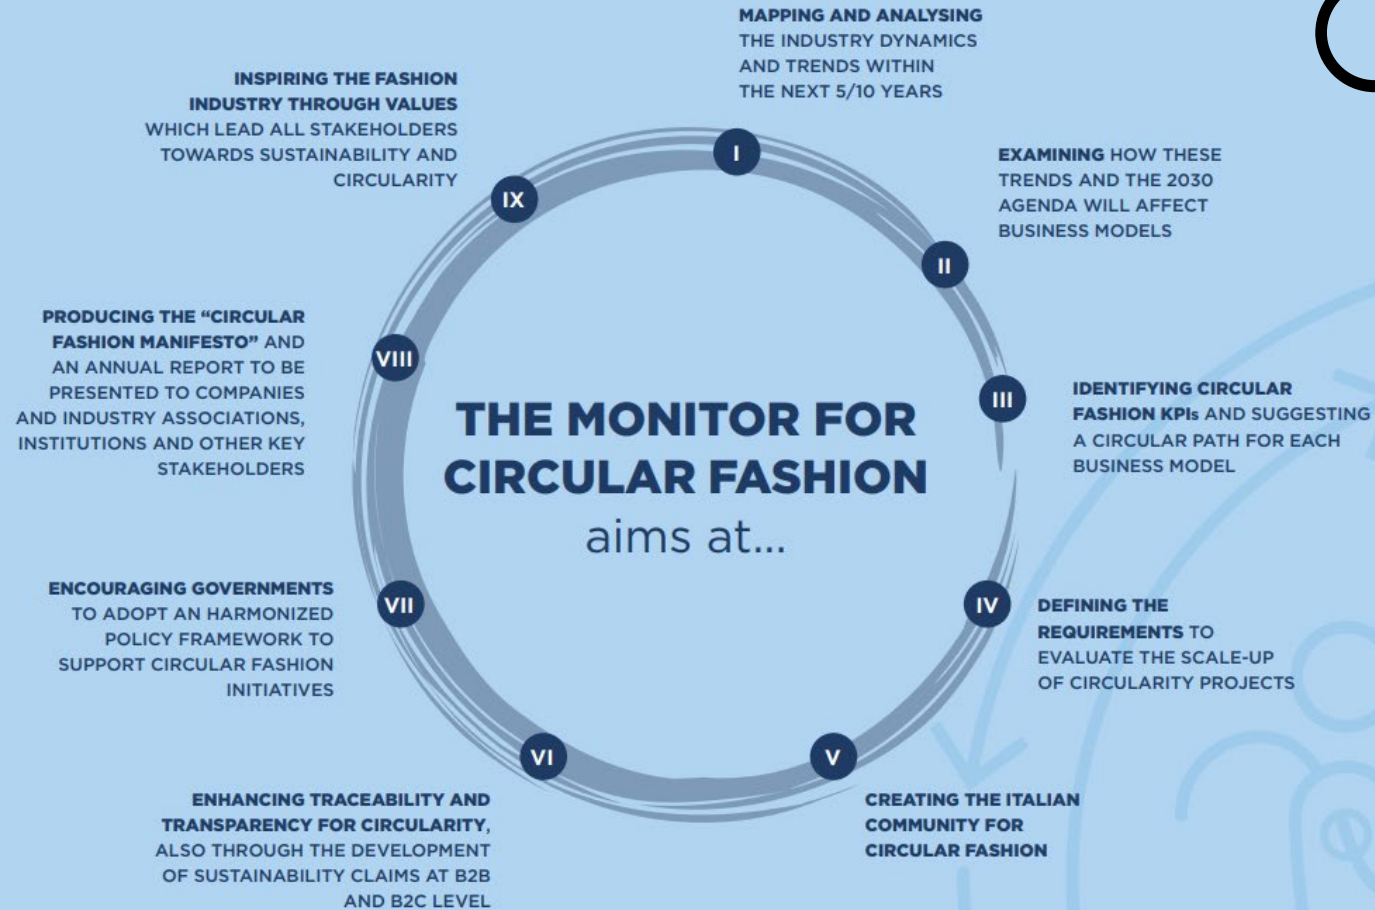 MAPPING AND ANALYSING
THE INDUSTRY DYNAMICS
AND TRENDS WITHIN
THE NEXT 5/10 YEARS
I
EXAMINING HOW THESE
TRENDS AND THE 2030
AGENDA WILL AFFECT
BUSINESS MODELS
II
IDENTIFYING CIRCULAR
FASHION KPIs AND SUGGESTING
A CIRCULAR PATH FOR EACH
BUSINESS MODEL
III
DEFINING THE
REQUIREMENTS TO
EVALUATE THE SCALE-UP
OF CIRCULARITY PROJECTS
IV
CREATING THE ITALIAN
COMMUNITY FOR
CIRCULAR FASHION
V
ENHANCING TRACEABILITY AND
TRANSPARENCY FOR CIRCULARITY,
ALSO THROUGH THE DEVELOPMENT
OF SUSTAINABILITY CLAIMS AT B2B
AND B2C LEVEL
VI
ENCOURAGING GOVERNMENTS
TO ADOPT AN HARMONIZED
POLICY FRAMEWORK TO
SUPPORT CIRCULAR FASHION
INITIATIVES
VII
PRODUCING THE “CIRCULAR
FASHION MANIFESTO” AND
AN ANNUAL REPORT TO BE
PRESENTED TO COMPANIES
AND INDUSTRY ASSOCIATIONS,
INSTITUTIONS AND OTHER KEY
STAKEHOLDERS
VIII
INSPIRING THE FASHION
INDUSTRY THROUGH VALUES
WHICH LEAD ALL STAKEHOLDERS
TOWARDS SUSTAINABILITY AND
CIRCULARITY
IX
THE MONITOR FOR
CIRCULAR FASHION
aims at...